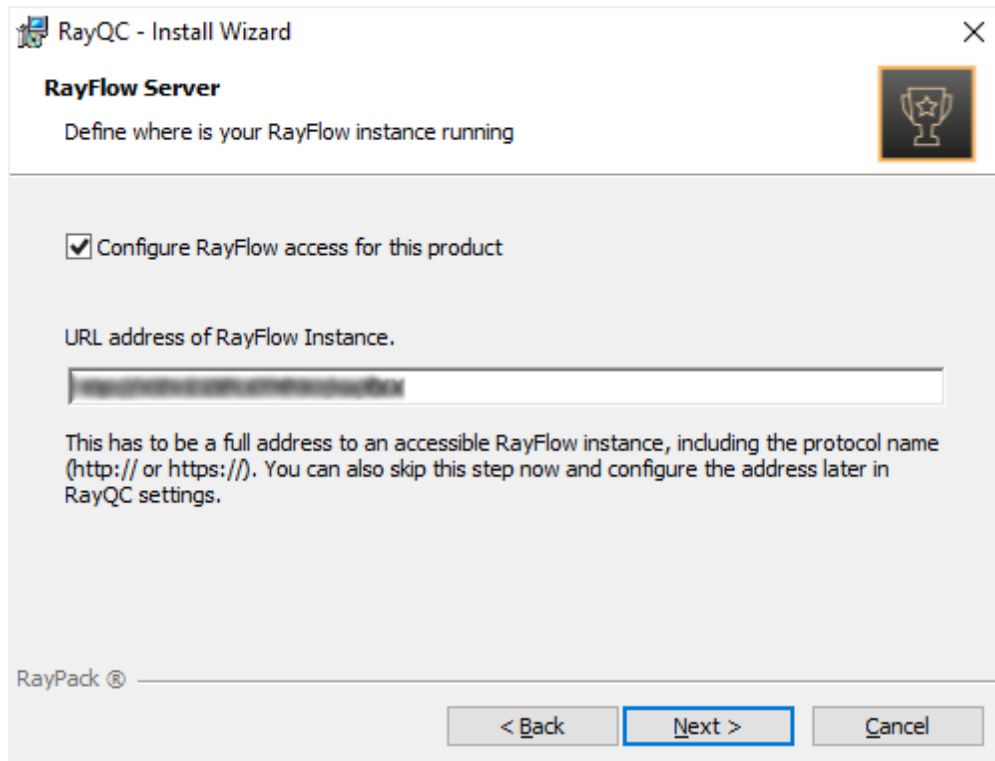 RayQC - Install Wizard
RayFlow Server
Define where is your RayFlow instance running
Configure RayFlow access for this product
URL address of RayFlow Instance.
This has to be a full address to an accessible RayFlow instance, including the protocol name
(http:// or https://). You can also skip this step now and configure the address later in
RayQC settings.
RayPack ®
< Back
Next >
Cancel